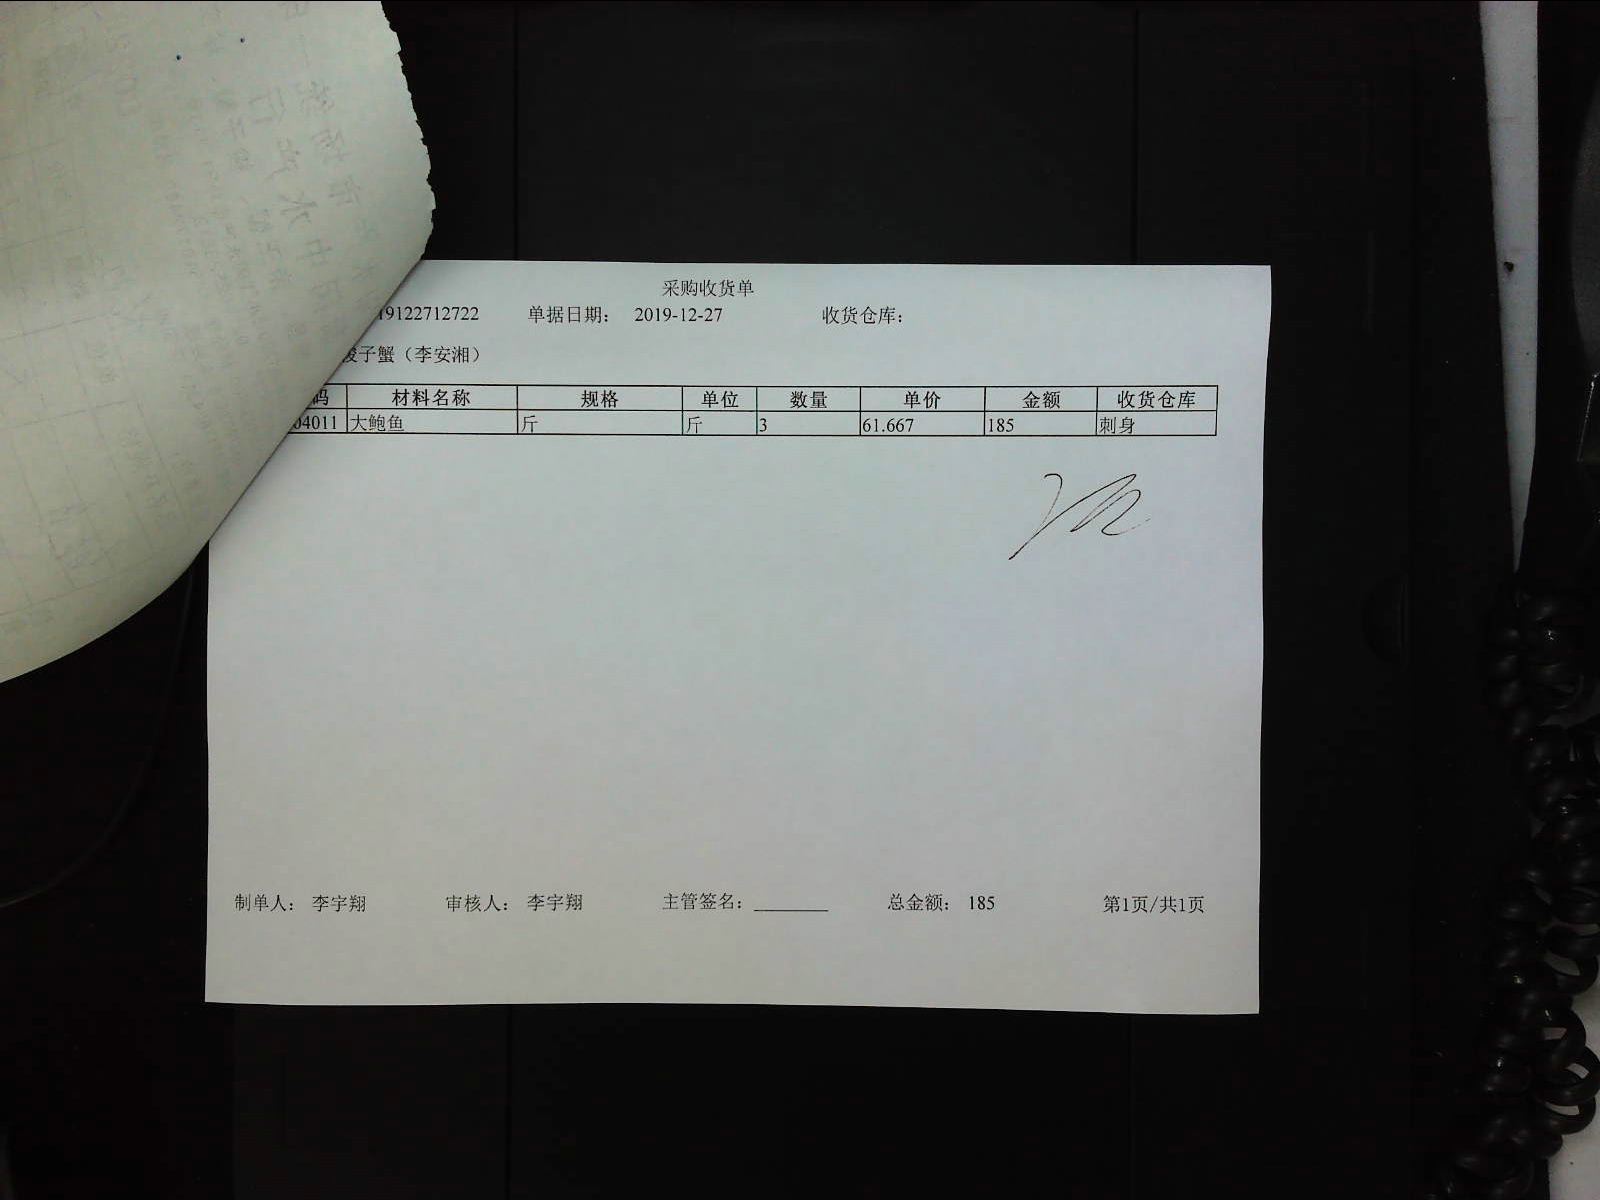 采购收货单
19122712722 单据日期： 2019-12-27 收货仓库：
子蟹（李安湘）
码 材料名称 规格 单位 数量 单价 金额 收货仓库
04011 大鲍鱼 斤 斤 3 61.667 185 刺身
制单人： 李宇翔 审核人： 李宇翔 主管签名： 总金额： 185 第1页/共1页